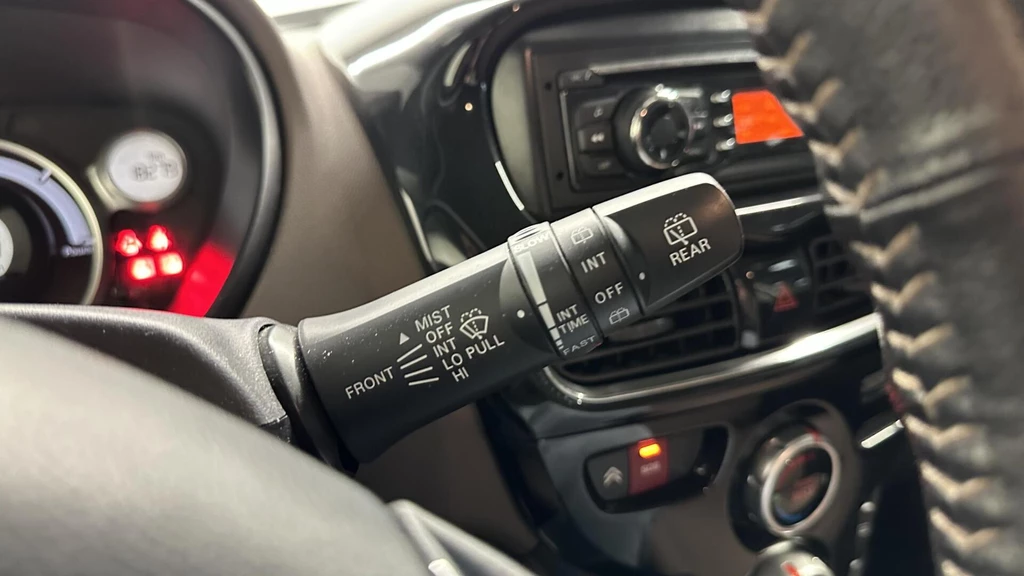 MIST
OFF
INT
LO PULL
HI
FRONT
SLOW
INT
TIME
FAST
INT
OFF
REAR